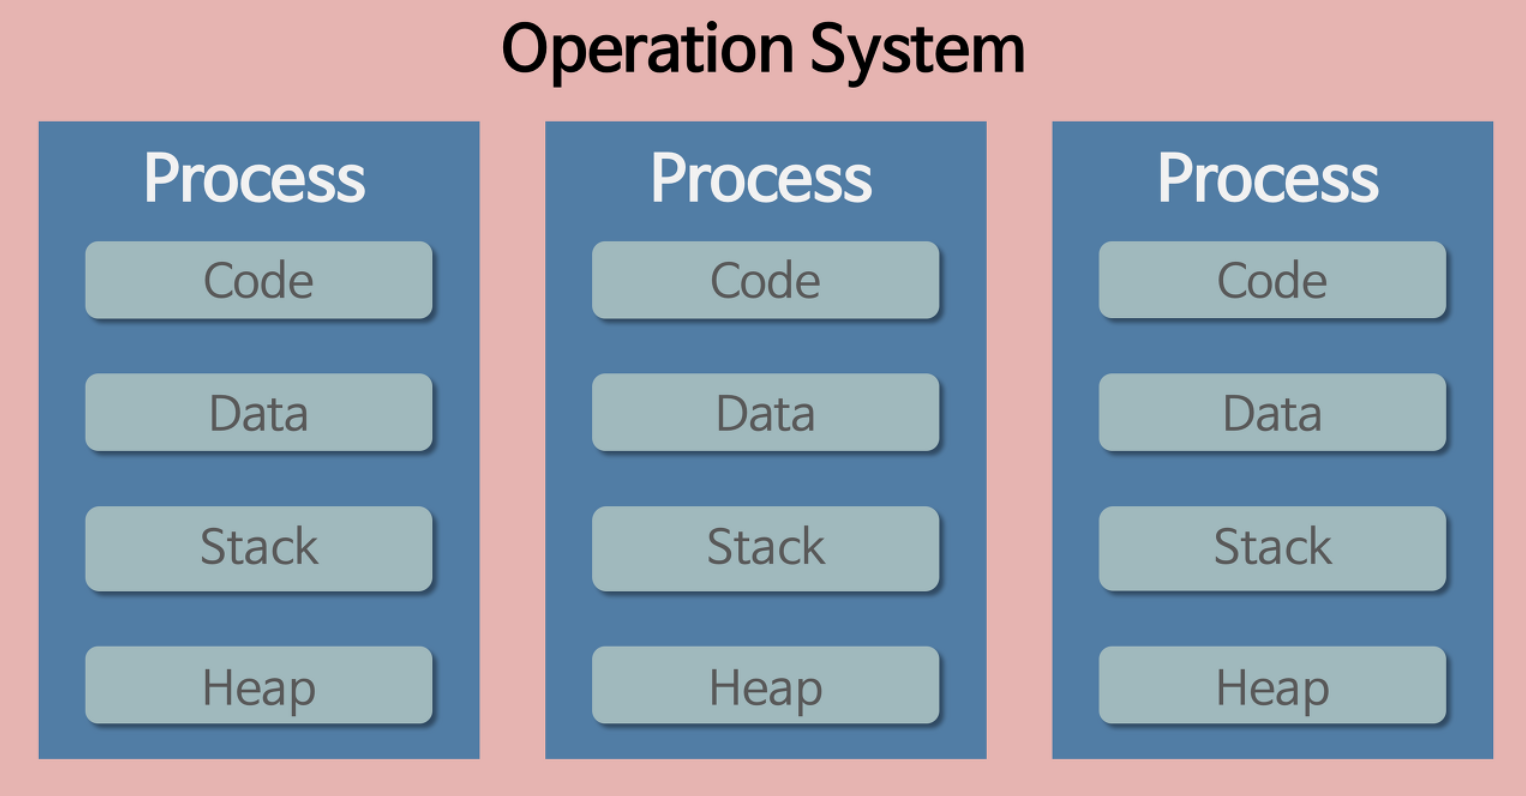 Operation System
Process
Code
Data
Stack
Heap
Process
Code
Data
Stack
Heap
Process
Code
Data
Stack
Heap